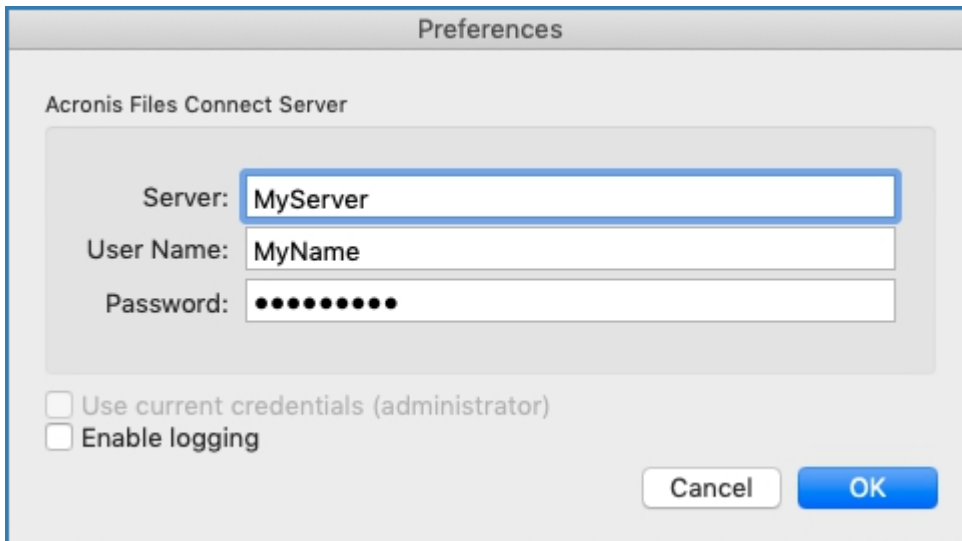 Preferences
Acronis Files Connect Server
Server: MyServer
User Name: MyName
Password: •••••••••
Use current credentials (administrator)
Enable logging
Cancel OK